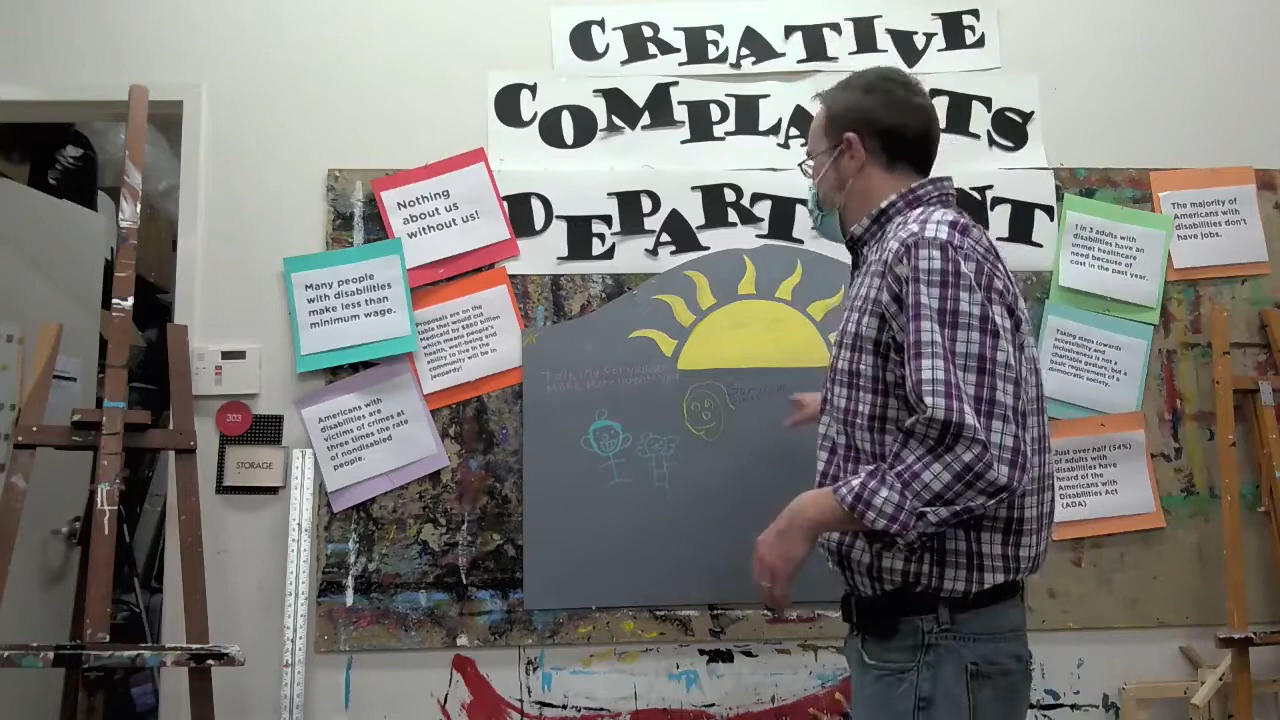 CREATIVE
COMPLA TS
DEPART NT
Nothing
about us
without us!
Many people
with disabilities
make less than
minimum wage.
Proposals are on the
table that would cut
Medicaid by $880 billion
which means people's
health, well-being and
ability to live in the
community will be in
jeopardy!
Americans with
disabilities are
victims of crimes at
three times the rate
of nondisabled
people.
303
STORAGE
The majority of
Americans with
disabilities don't
have jobs.
1 in 3 adults with
disabilities have an
unmet healthcare
need because of
cost in the past year.
Taking steps towards
accessibility and
inclusiveness is not a
charitable gesture, but a
basic requirement of a
democratic society.
Just over half (54%)
of adults with
disabilities have
heard of the
Americans with
Disabilities Act
(ADA)